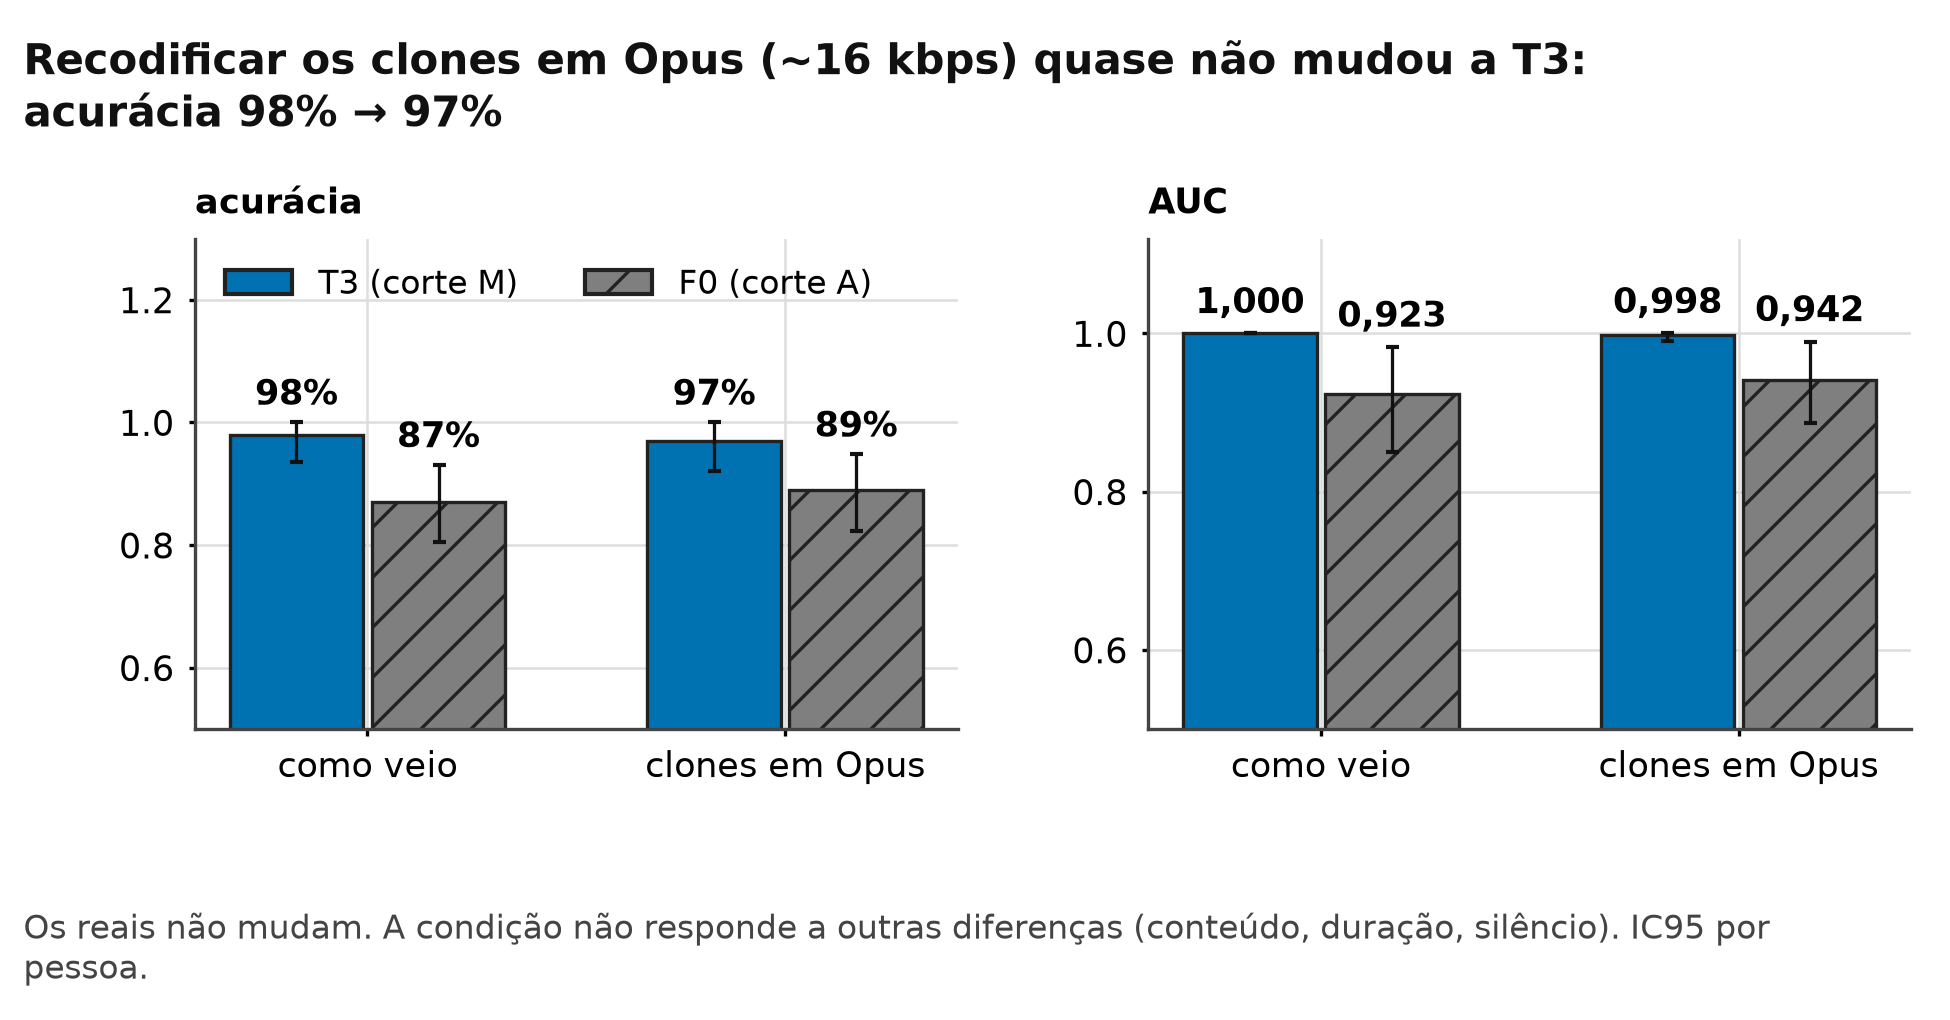 Recodificar os clones em Opus (~16 kbps) quase não mudou a T3:
acurácia 98% → 97%
acurácia
T3 (corte M)
F0 (corte A)
1.2
1.0
0.8
0.6
98%
87%
97%
89%
como veio
clones em Opus
AUC
1.0
0.8
0.6
1,000
0,923
0,998
0,942
como veio
clones em Opus
Os reais não mudam. A condição não responde a outras diferenças (conteúdo, duração, silêncio). IC95 por
pessoa.